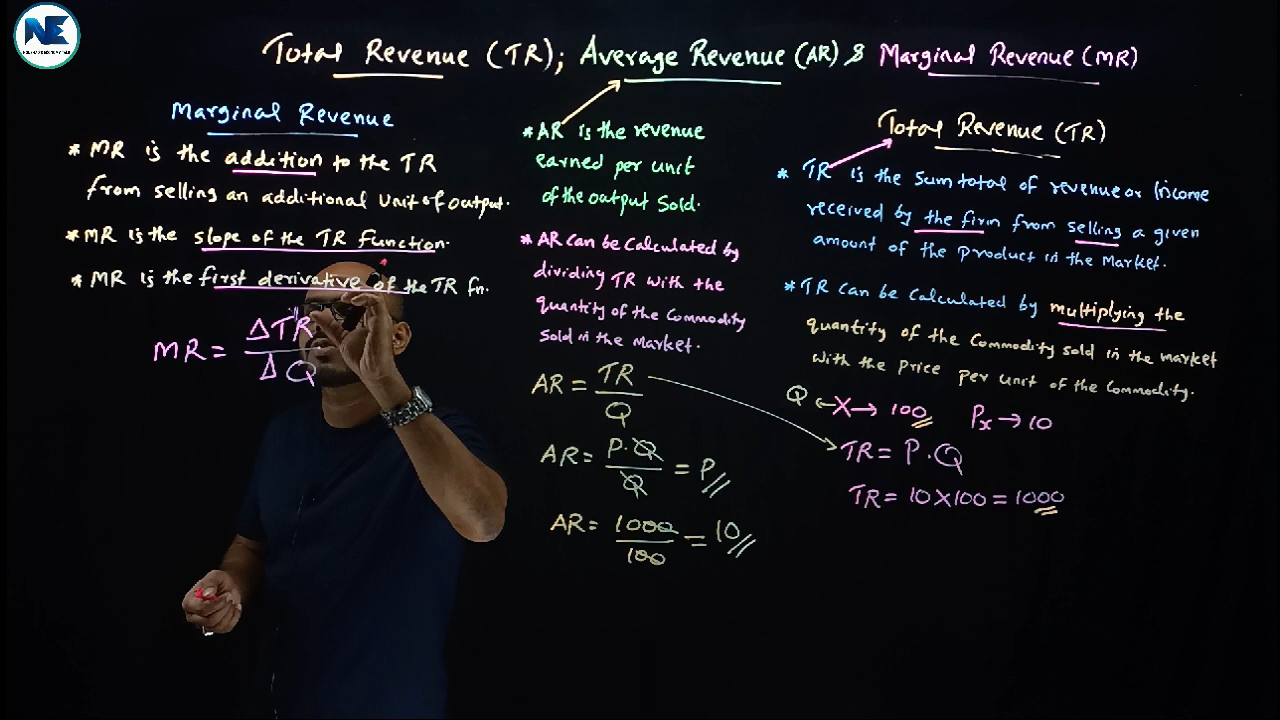 NE
Total Revenue (TR); Average Revenue (AR) & Marginal Revenue (MR)
Marginal Revenue
* MR is the addition to the TR
from selling an additional unit of output.
* MR is the slope of the TR function.
* MR is the first derivative of the TR fn.
MR = ΔTR / ΔQ
* AR is the revenue
earned per unit
of the output sold.
* AR can be calculated by
dividing TR with the
quantity of the commodity
sold in the market.
AR = TR / Q
AR = P.Q / Q = P
AR = 1000 / 100 = 10
Total Revenue (TR)
* TR is the sum total of revenue or income
received by the firm from selling a given
amount of the product in the market.
* TR can be calculated by multiplying the
quantity of the commodity sold in the market
with the price per unit of the commodity.
Q ← X → 100 Px → 10
TR = P.Q
TR = 10 X 100 = 1000